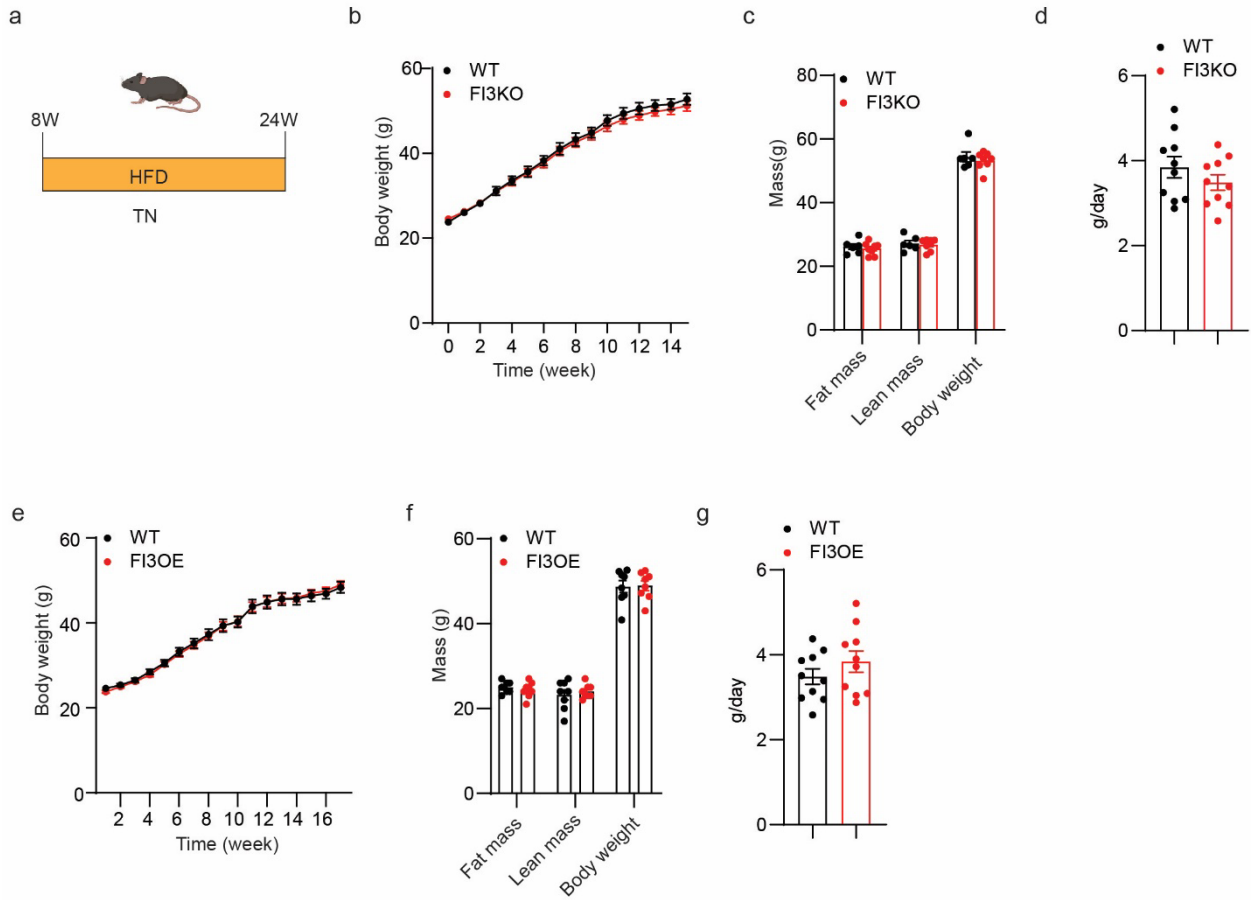 a
8W
24W
HFD
TN
b
WT
FI3KO
60
40
20
0
Body weight (g)
0 2 4 6 8 10 12 14
Time (week)
c
WT
FI3KO
80
60
40
20
0
Mass(g)
Fat mass
Lean mass
Body weight
d
WT
FI3KO
6
4
2
0
g/day
e
WT
FI3OE
60
40
20
0
Body weight (g)
2 4 6 8 10 12 14 16
Time (week)
f
WT
FI3OE
60
40
20
0
Mass (g)
Fat mass
Lean mass
Body weight
g
WT
FI3OE
6
4
2
0
g/day